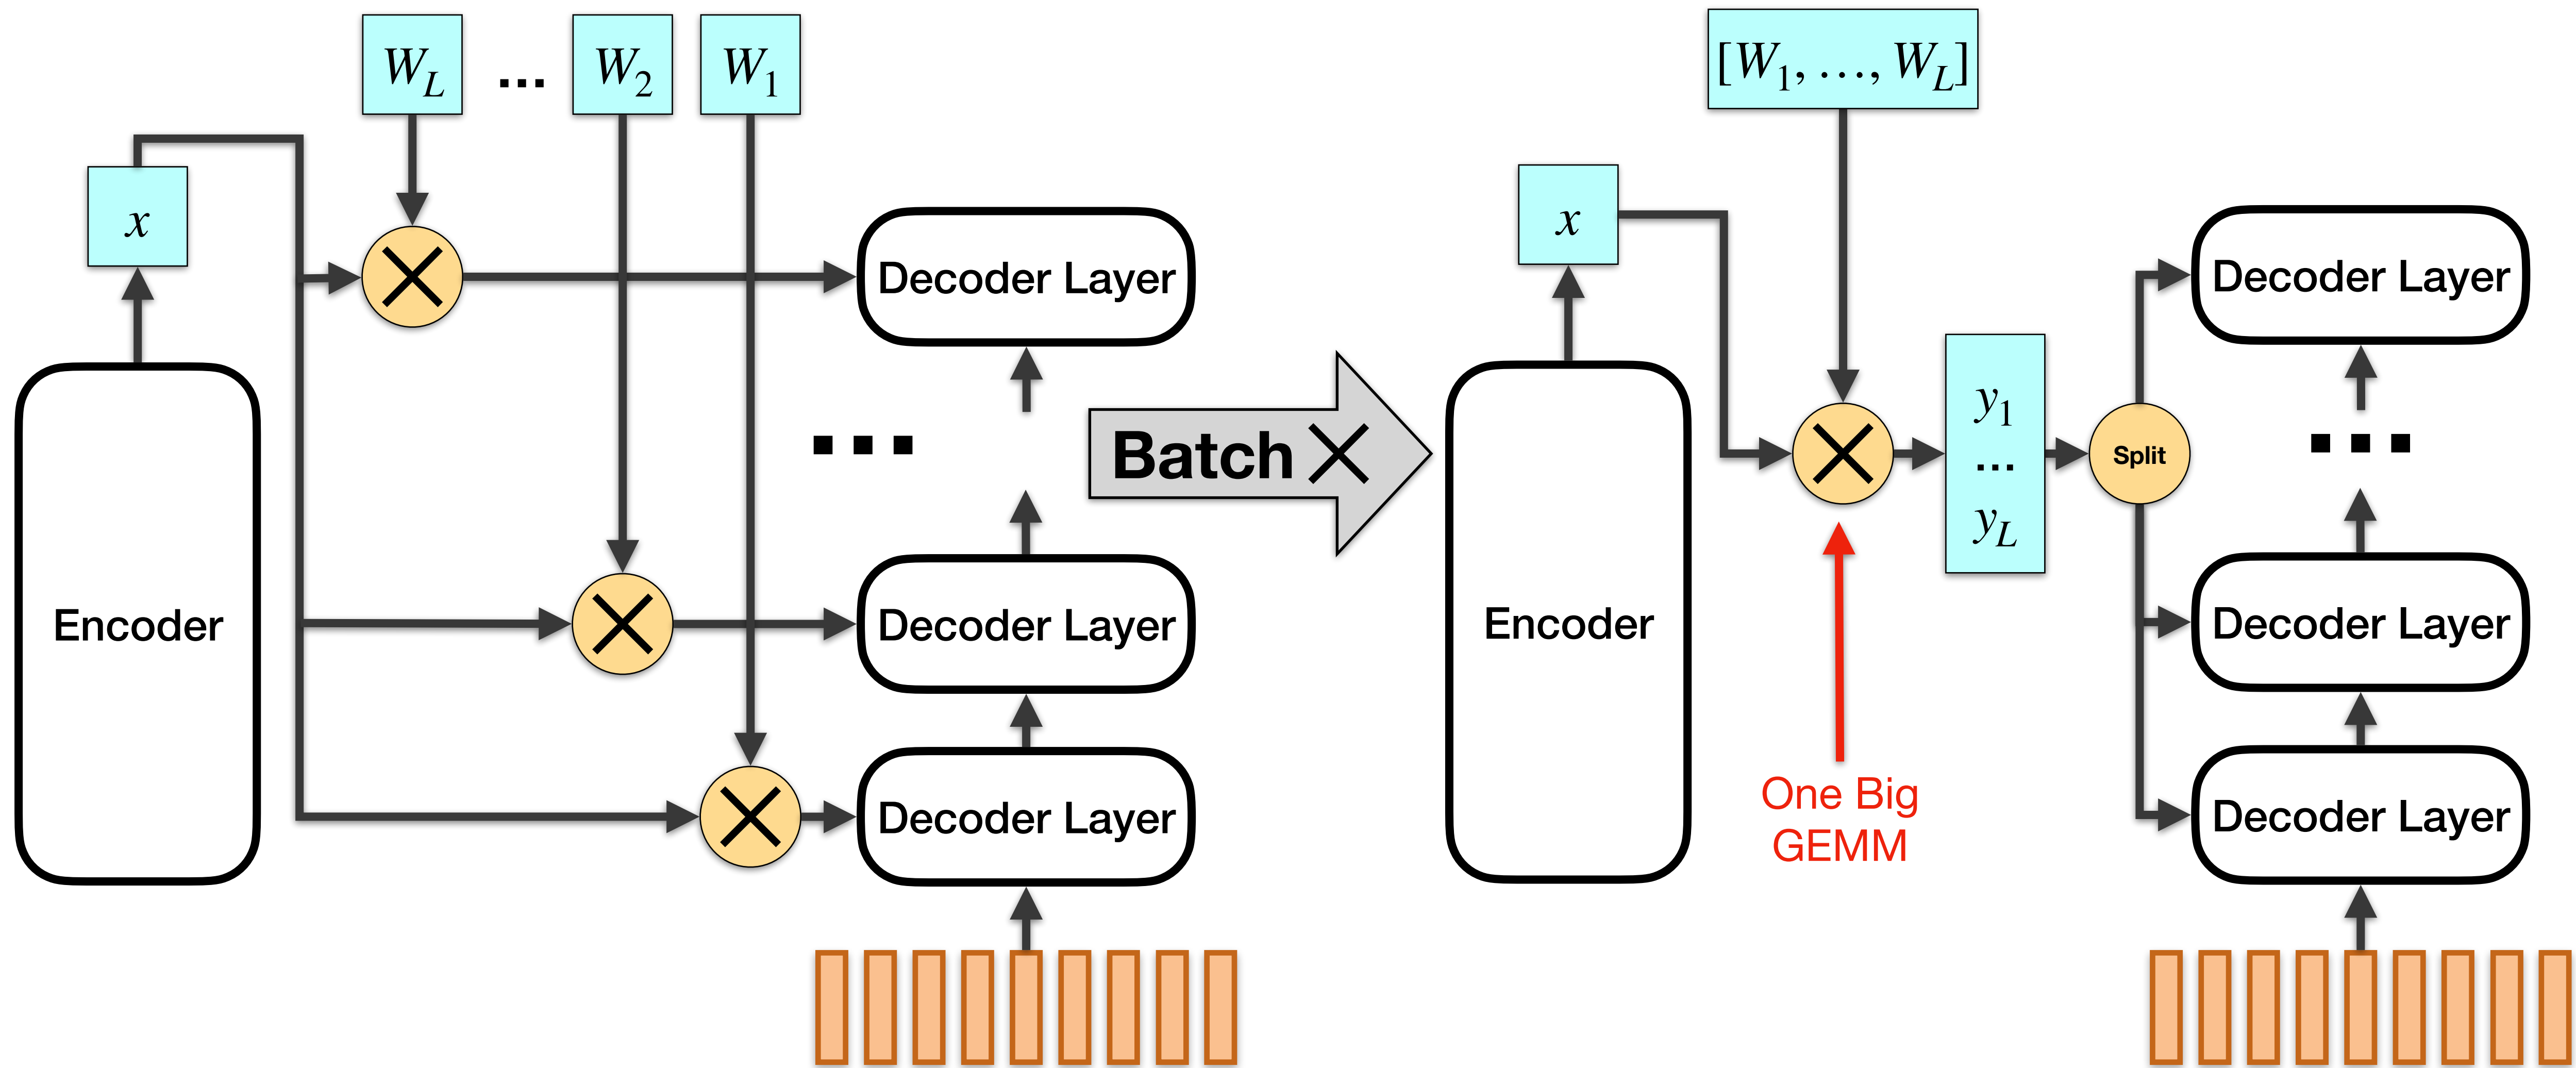 W_L ... W_2 W_1
x
Decoder Layer
...
Encoder
Decoder Layer
Decoder Layer
Batch ×
[W_1, ..., W_L]
x
Encoder
One Big
GEMM
y_1
...
y_L
Split
Decoder Layer
...
Decoder Layer
Decoder Layer